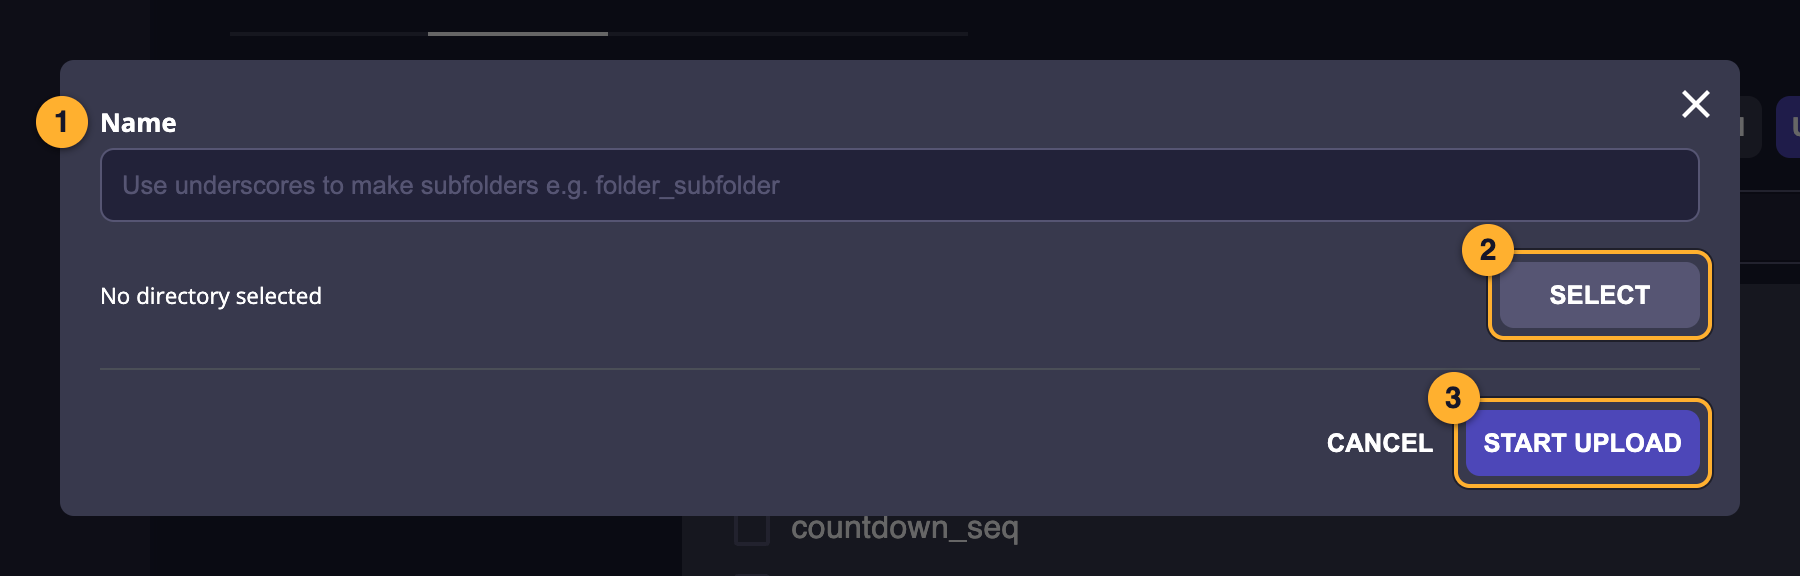 1
Name
Use underscores to make subfolders e.g. folder_subfolder
2
No directory selected
SELECT
3
CANCEL
START UPLOAD
countdown_seq